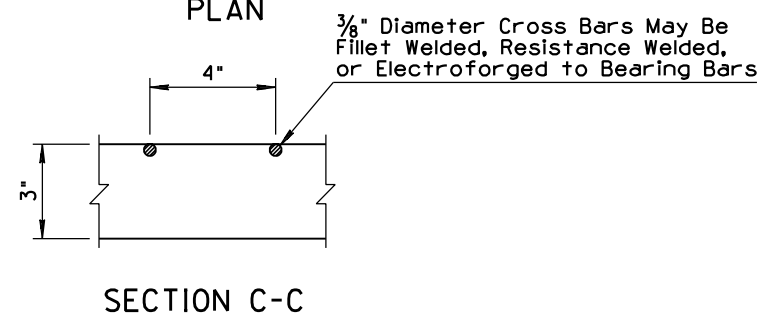 PLAN
⅜" Diameter Cross Bars May Be
Fillet Welded, Resistance Welded,
or Electroforged to Bearing Bars
4"
3"
SECTION C-C